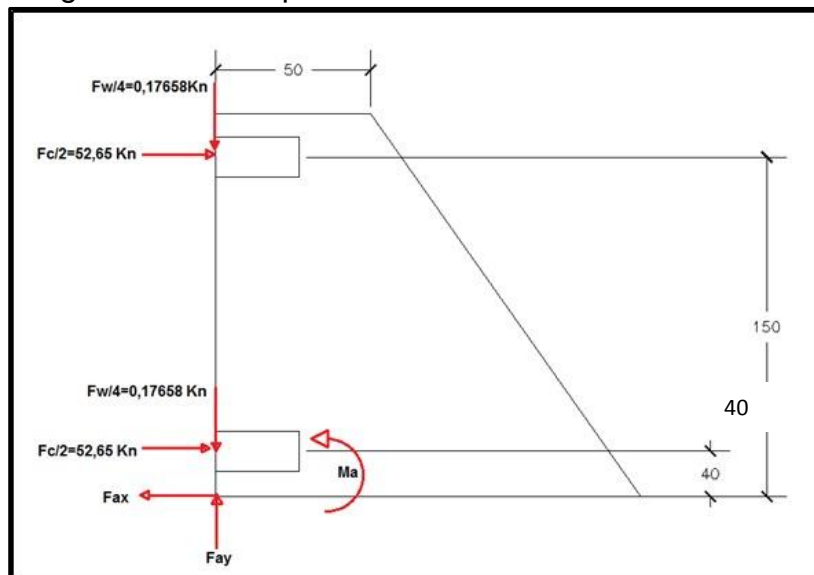 50
Fw/4=0,17658Kn
Fc/2=52,65 Kn
150
Fw/4=0,17658 Kn
40
Fc/2=52,65 Kn
Ma
40
Fax
Fay